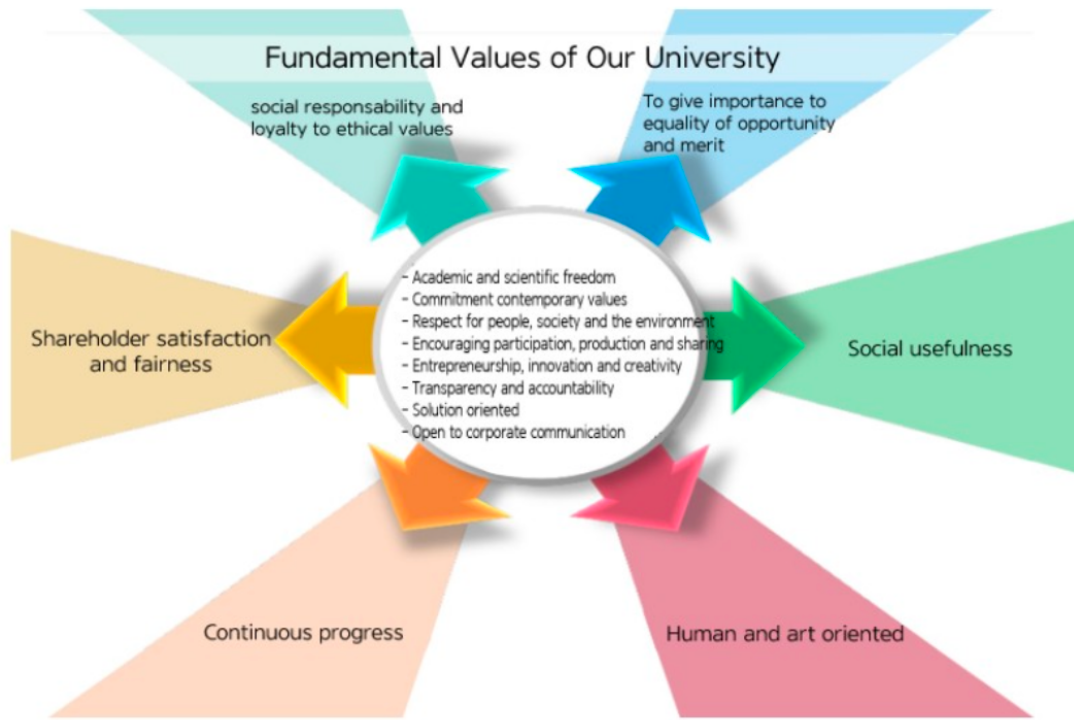 Fundamental Values of Our University
social responsability and
loyalty to ethical values
To give importance to
equality of opportunity
and merit
- Academic and scientific freedom
- Commitment contemporary values
- Respect for people, society and the environment
- Encouraging participation, production and sharing
- Entrepreneurship, innovation and creativity
- Transparency and accountability
- Solution oriented
- Open to corporate communication
Shareholder satisfaction
and fairness
Social usefulness
Continuous progress
Human and art oriented